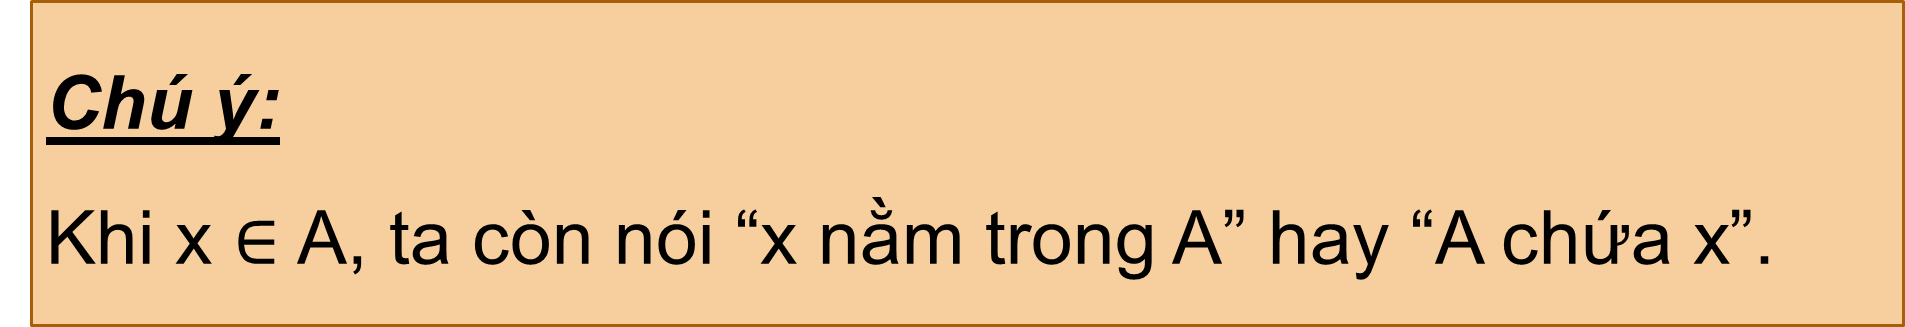 Chú ý:
Khi x ∈ A, ta còn nói “x nằm trong A” hay “A chứa x”.